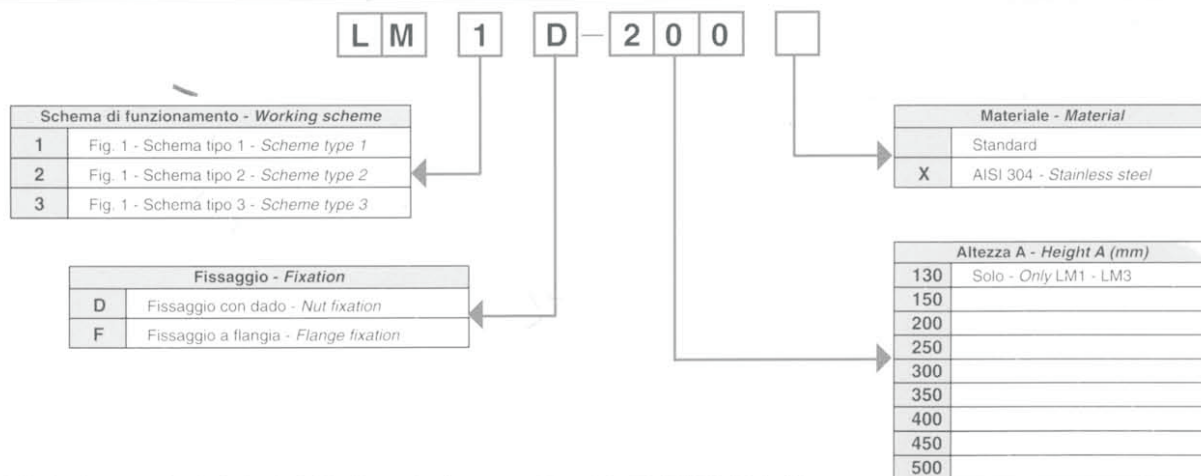 LM 1 D - 200
Schema di funzionamento - Working scheme
1 Fig. 1 - Schema tipo 1 - Scheme type 1
2 Fig. 1 - Schema tipo 2 - Scheme type 2
3 Fig. 1 - Schema tipo 3 - Scheme type 3
Fissaggio - Fixation
D Fissaggio con dado - Nut fixation
F Fissaggio a flangia - Flange fixation
Materiale - Material
Standard
X AISI 304 - Stainless steel
Altezza A - Height A (mm)
130 Solo - Only LM1 - LM3
150
200
250
300
350
400
450
500